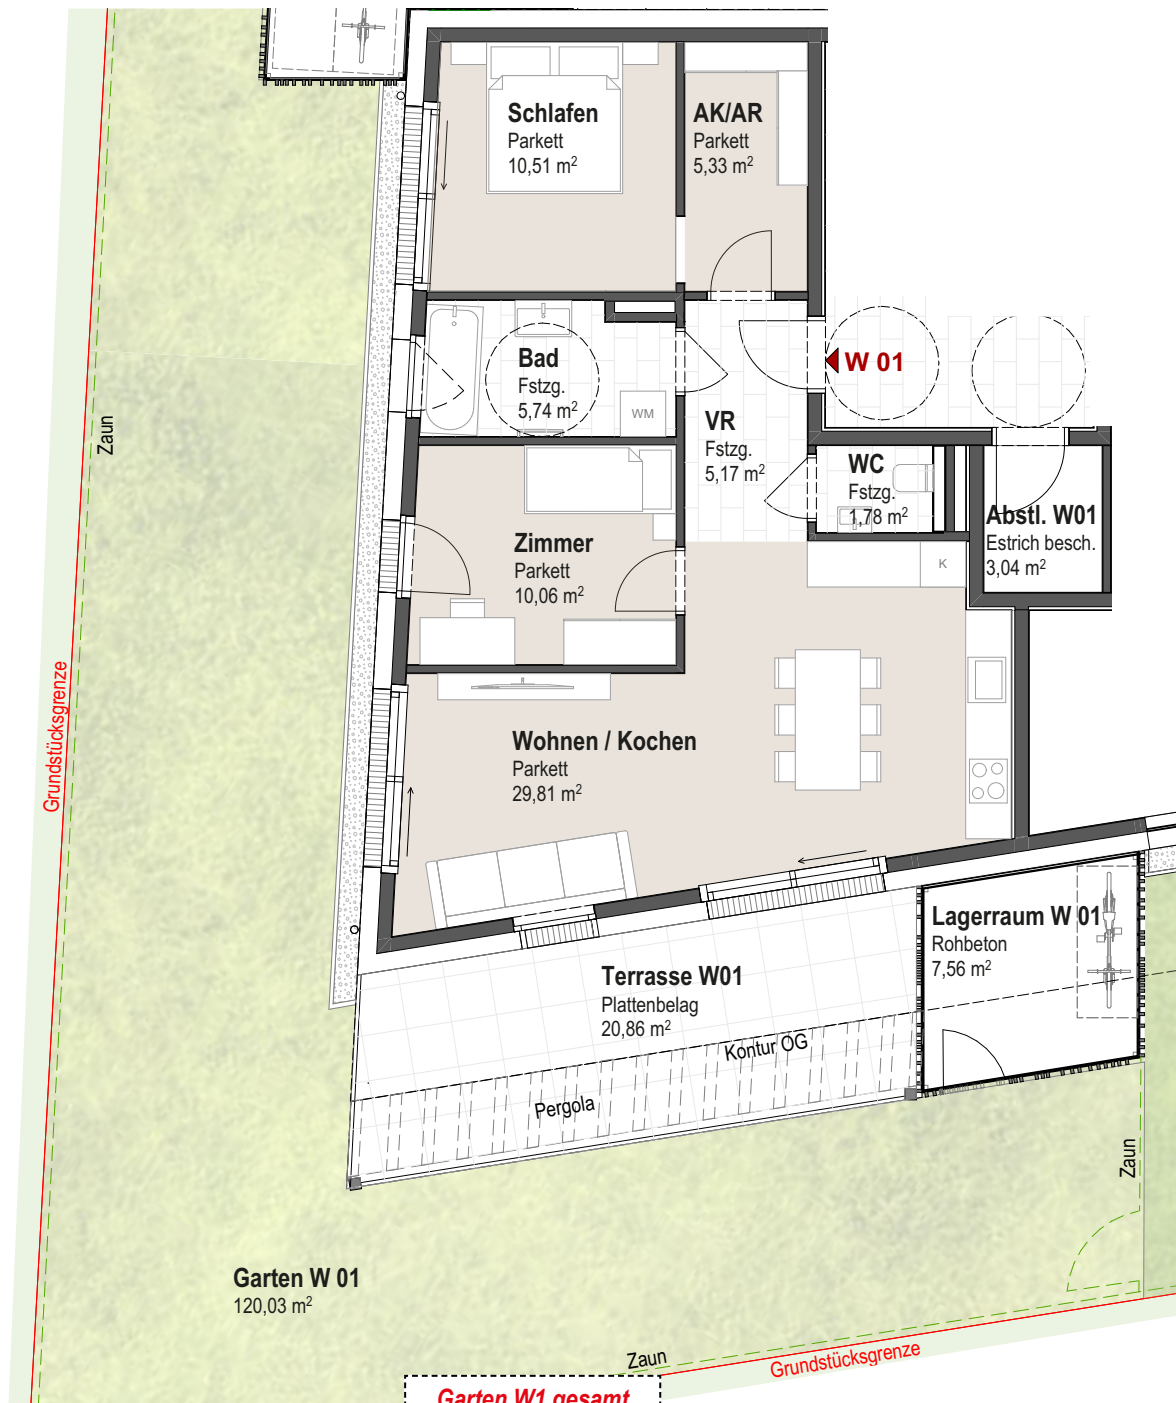 Schlafen
Parkett
10,51 m²
AK/AR
Parkett
5,33 m²
Bad
Fstzg.
5,74 m²
WM
VR
Fstzg.
5,17 m²
W 01
WC
Fstzg.
1,78 m²
Abstl. W01
Estrich besch.
3,04 m²
K
Zimmer
Parkett
10,06 m²
Wohnen / Kochen
Parkett
29,81 m²
Lagerraum W 01
Rohbeton
7,56 m²
Terrasse W01
Plattenbelag
20,86 m²
Kontur OG
Pergola
Zaun
Grundstücksgrenze
Garten W 01
120,03 m²
Zaun
Zaun
Grundstücksgrenze
Garten W1 gesamt